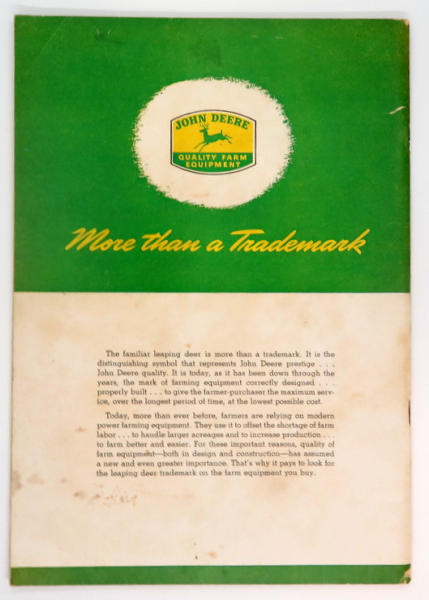 JOHN DEERE
QUALITY FARM
EQUIPMENT
More than a Trademark
The familiar leaping deer is more than a trademark. It is the
distinguishing symbol that represents John Deere prestige . . .
John Deere quality. It is today, as it has been down through the
years, the mark of farming equipment correctly designed . . .
properly built . . . to give the farmer-purchaser the maximum serv-
ice, over the longest period of time, at the lowest possible cost.
Today, more than ever before, farmers are relying on modern
power farming equipment. They use it to offset the shortage of farm
labor . . . to handle larger acreages and to increase production . . .
to farm better and easier. For these important reasons, quality of
farm equipment—both in design and construction—has assumed
a new and even greater importance. That's why it pays to look for
the leaping deer trademark on the farm equipment you buy.